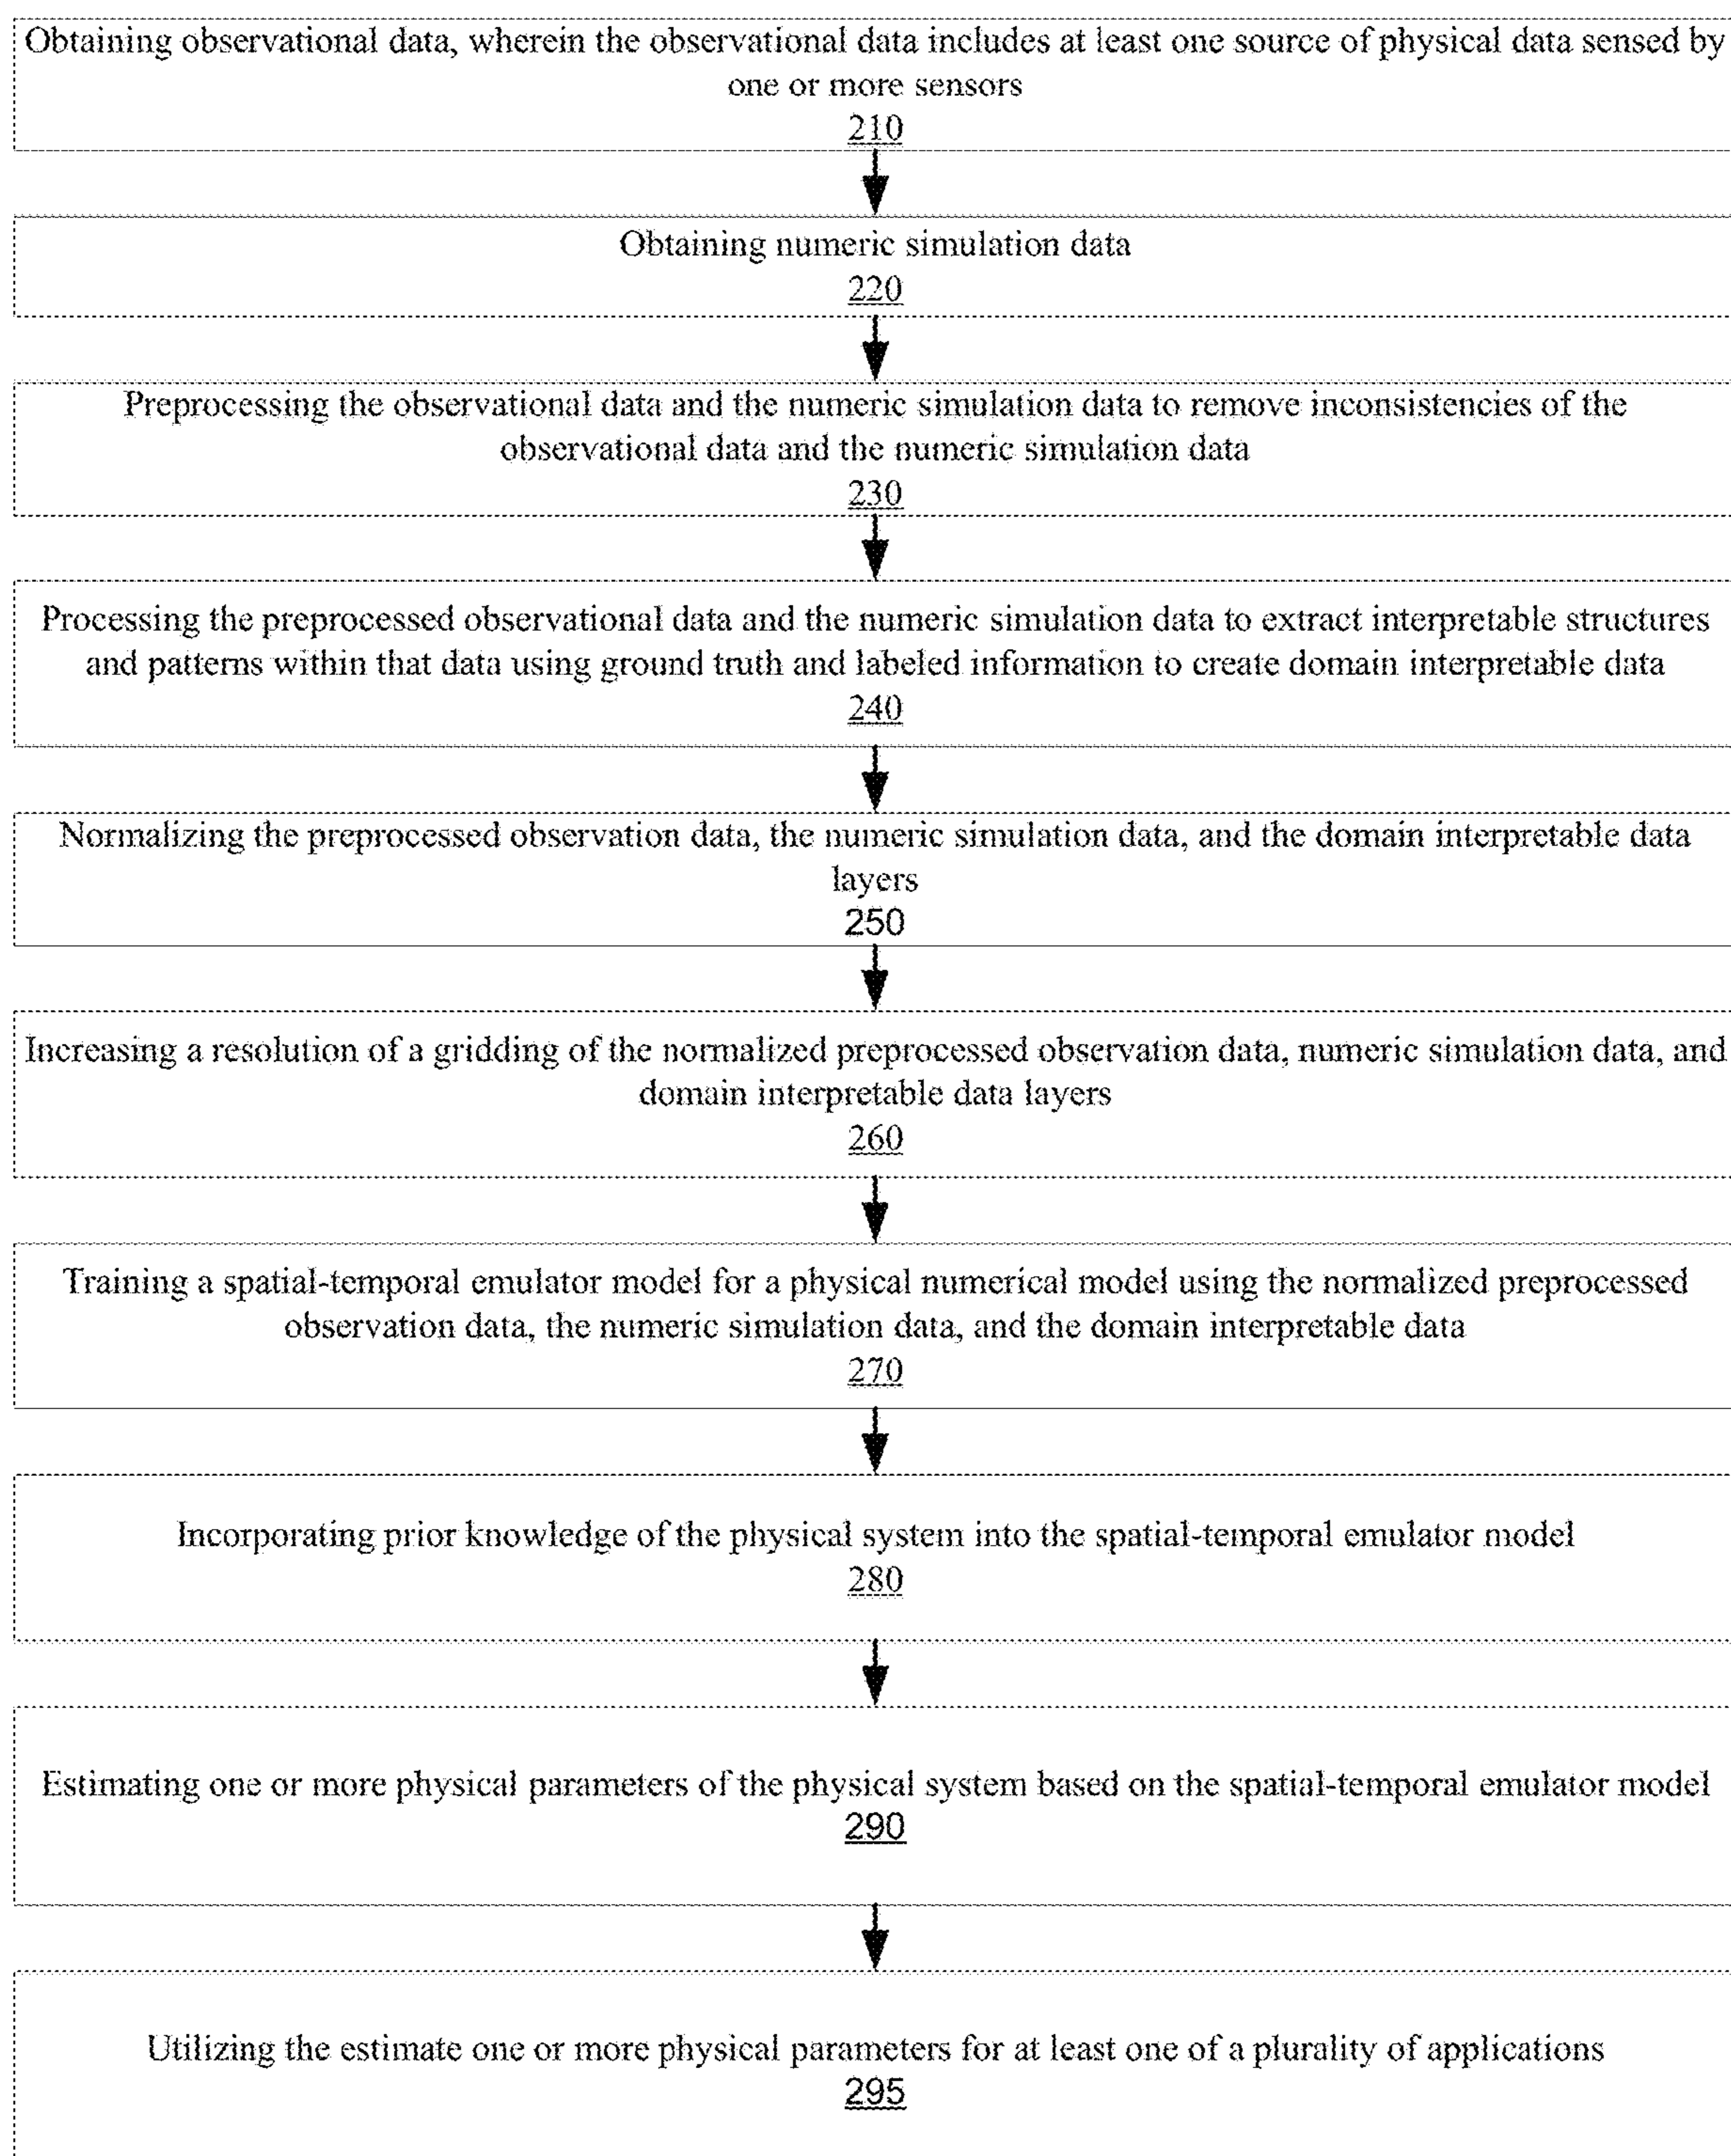 Obtaining observational data, wherein the observational data includes at least one source of physical data sensed by
one or more sensors
210
Obtaining numeric simulation data
220
Preprocessing the observational data and the numeric simulation data to remove inconsistencies of the
observational data and the numeric simulation data
230
Processing the preprocessed observational data and the numeric simulation data to extract interpretable structures
and patterns within that data using ground truth and labeled information to create domain interpretable data
240
Normalizing the preprocessed observation data, the numeric simulation data, and the domain interpretable data
layers
250
Increasing a resolution of a gridding of the normalized preprocessed observation data, numeric simulation data, and
domain interpretable data layers
260
Training a spatial-temporal emulator model for a physical numerical model using the normalized preprocessed
observation data, the numeric simulation data, and the domain interpretable data
270
Incorporating prior knowledge of the physical system into the spatial-temporal emulator model
280
Estimating one or more physical parameters of the physical system based on the spatial-temporal emulator model
290
Utilizing the estimate one or more physical parameters for at least one of a plurality of applications
295